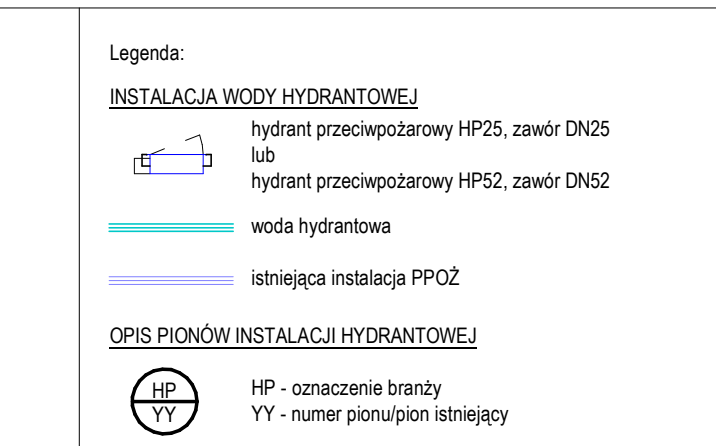 Legenda:
INSTALACJA WODY HYDRANTOWEJ
hydrant przeciwpożarowy HP25, zawór DN25
lub
hydrant przeciwpożarowy HP52, zawór DN52
woda hydrantowa
istniejąca instalacja PPOŻ
OPIS PIONÓW INSTALACJI HYDRANTOWEJ
HP
YY
HP - oznaczenie branży
YY - numer pionu/pion istniejący